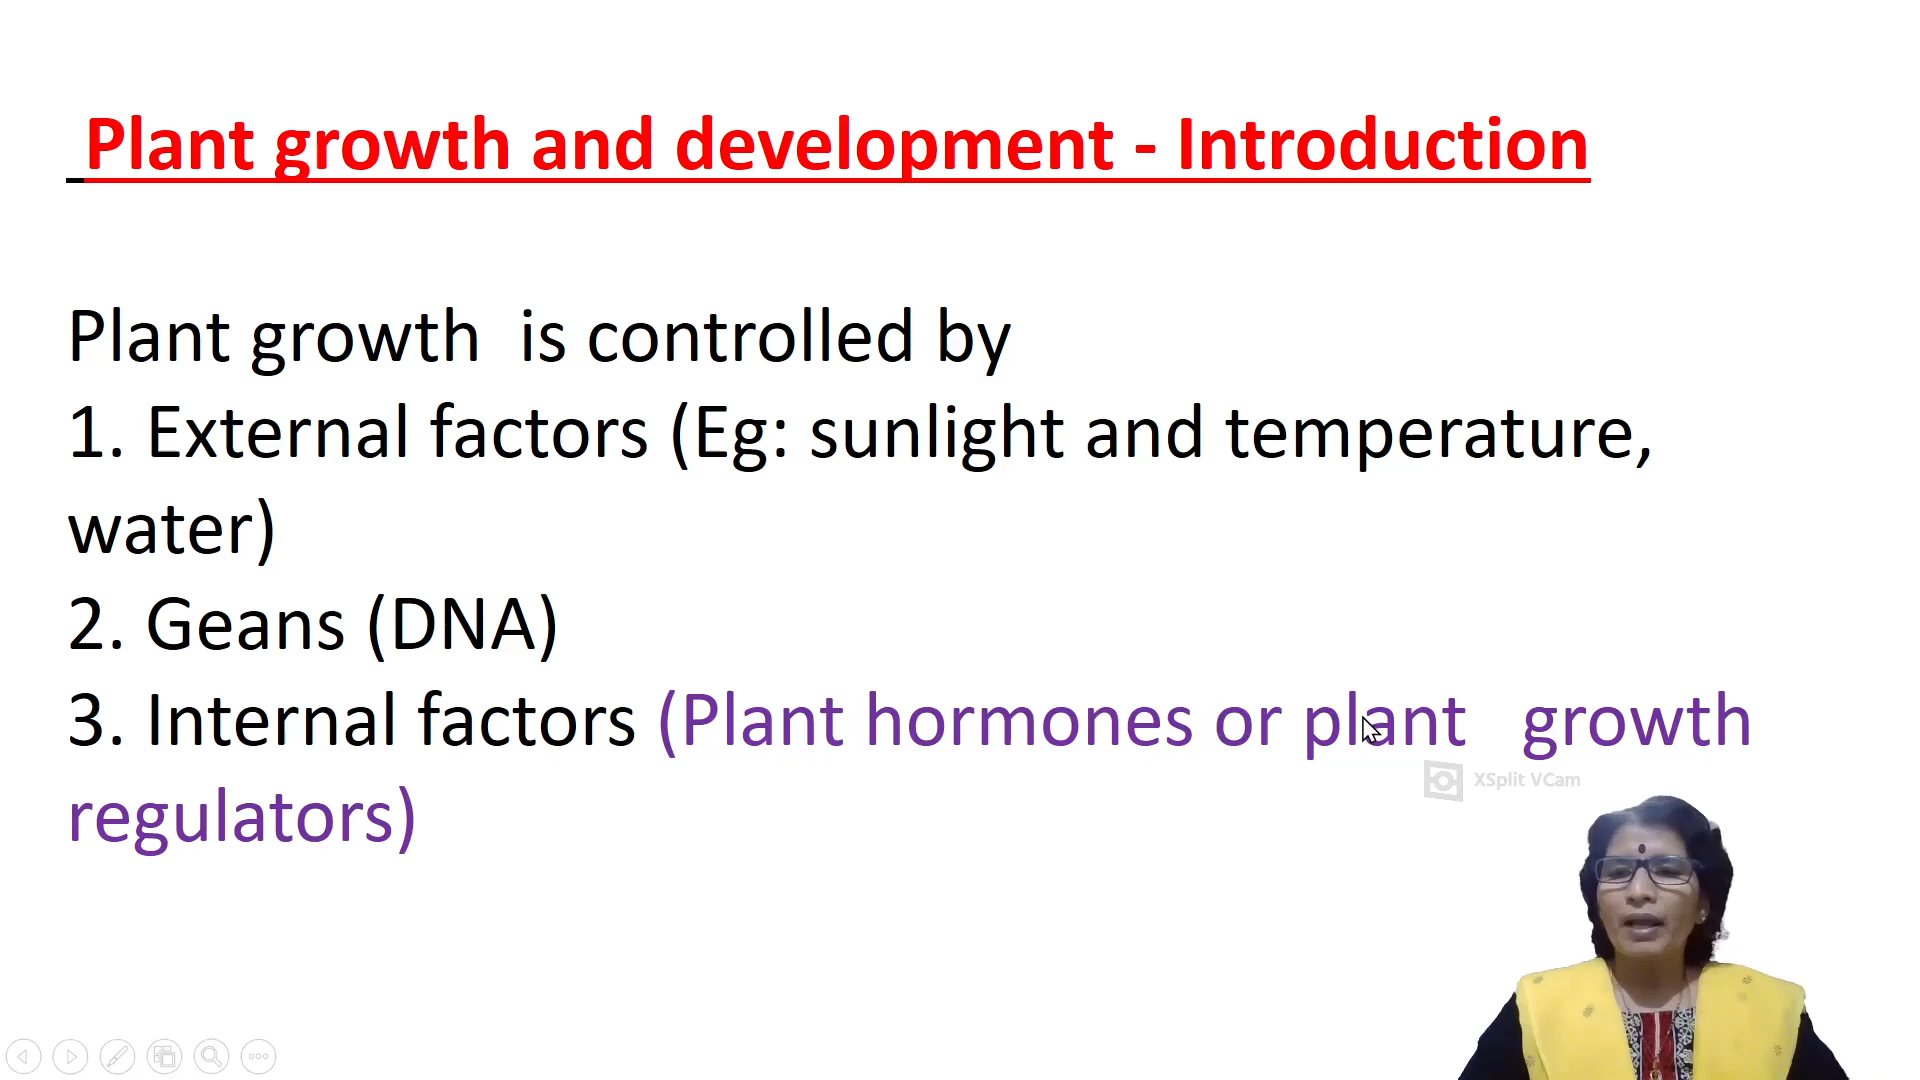 Plant growth and development - Introduction
Plant growth is controlled by
1. External factors (Eg: sunlight and temperature,
water)
2. Geans (DNA)
3. Internal factors (Plant hormones or plant growth
regulators)
XSplit VCam